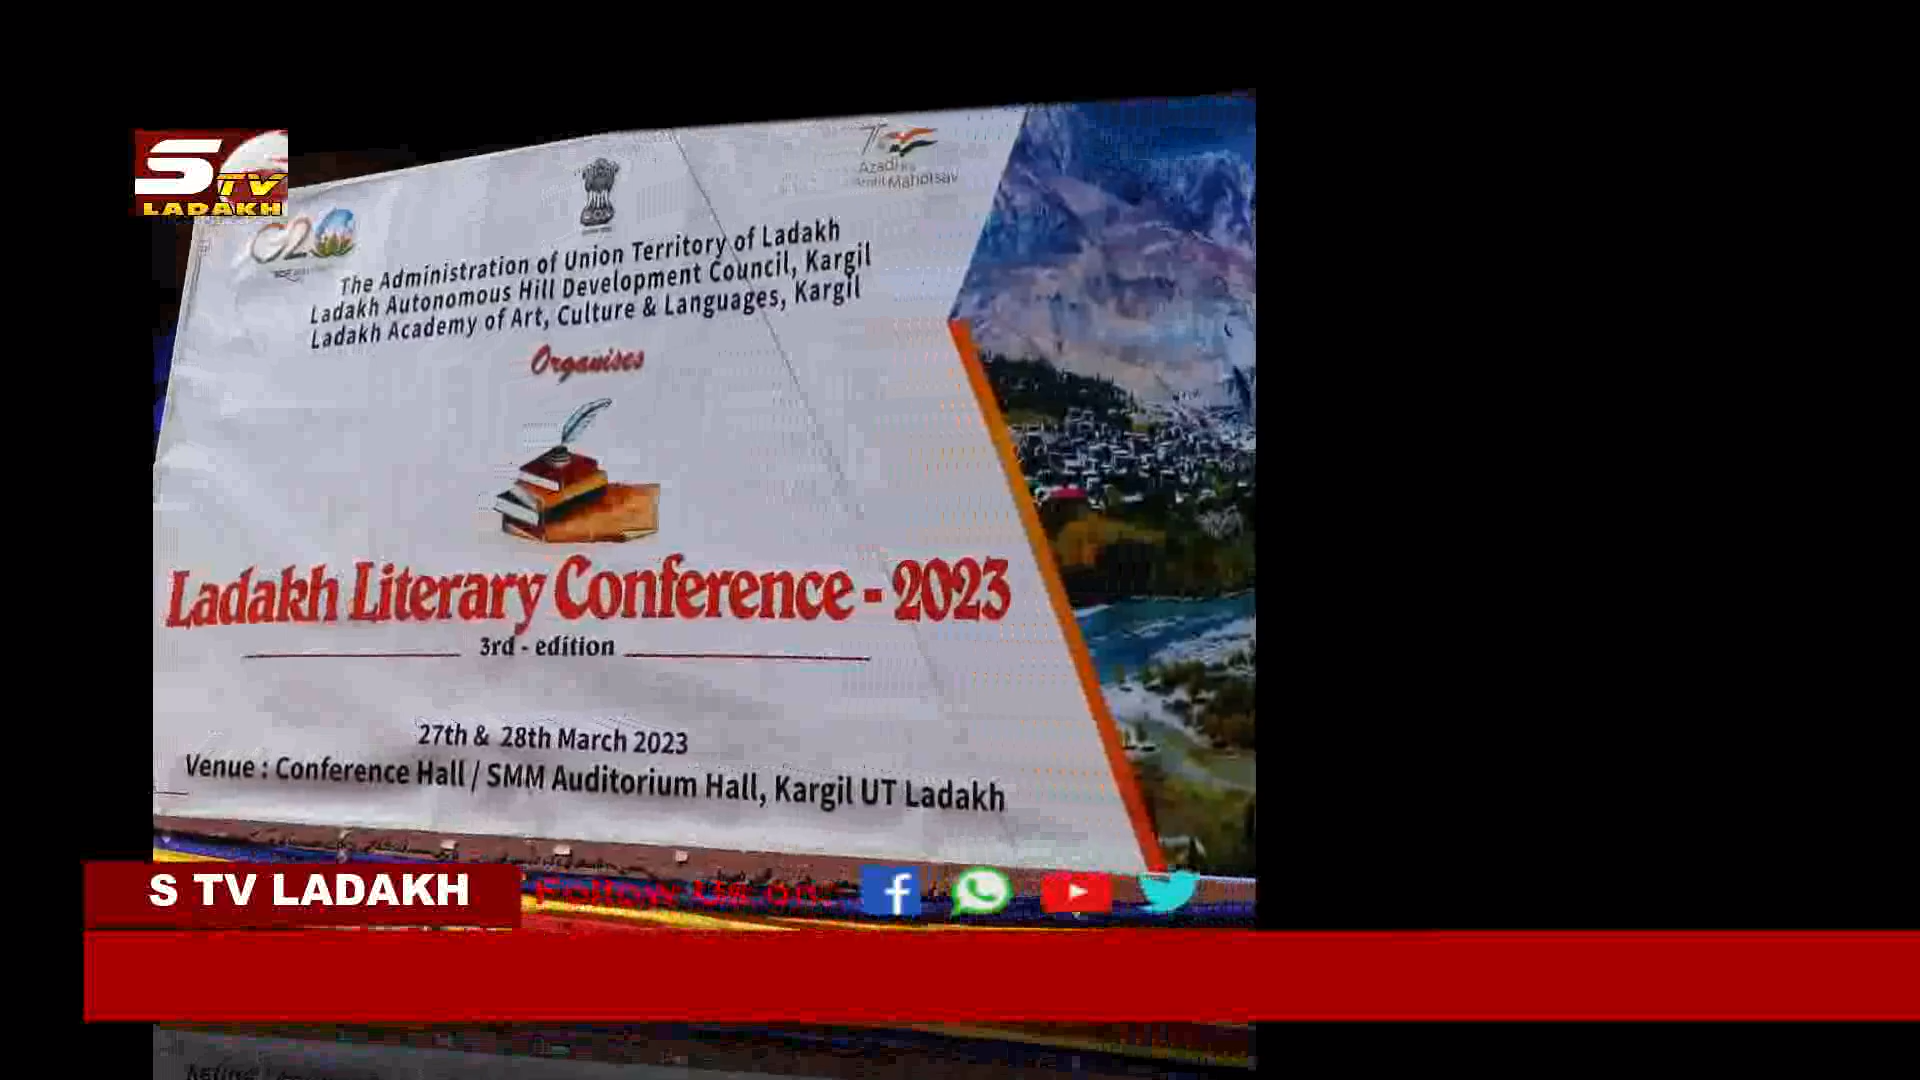 S TV
LADAKH
G20
75
Azadi Ka
Amrit Mahotsav
The Administration of Union Territory of Ladakh
Ladakh Autonomous Hill Development Council, Kargil
Ladakh Academy of Art, Culture & Languages, Kargil
Organises
Ladakh Literary Conference - 2023
3rd - edition
27th & 28th March 2023
Venue : Conference Hall / SMM Auditorium Hall, Kargil UT Ladakh
S TV LADAKH
Follow Us on: